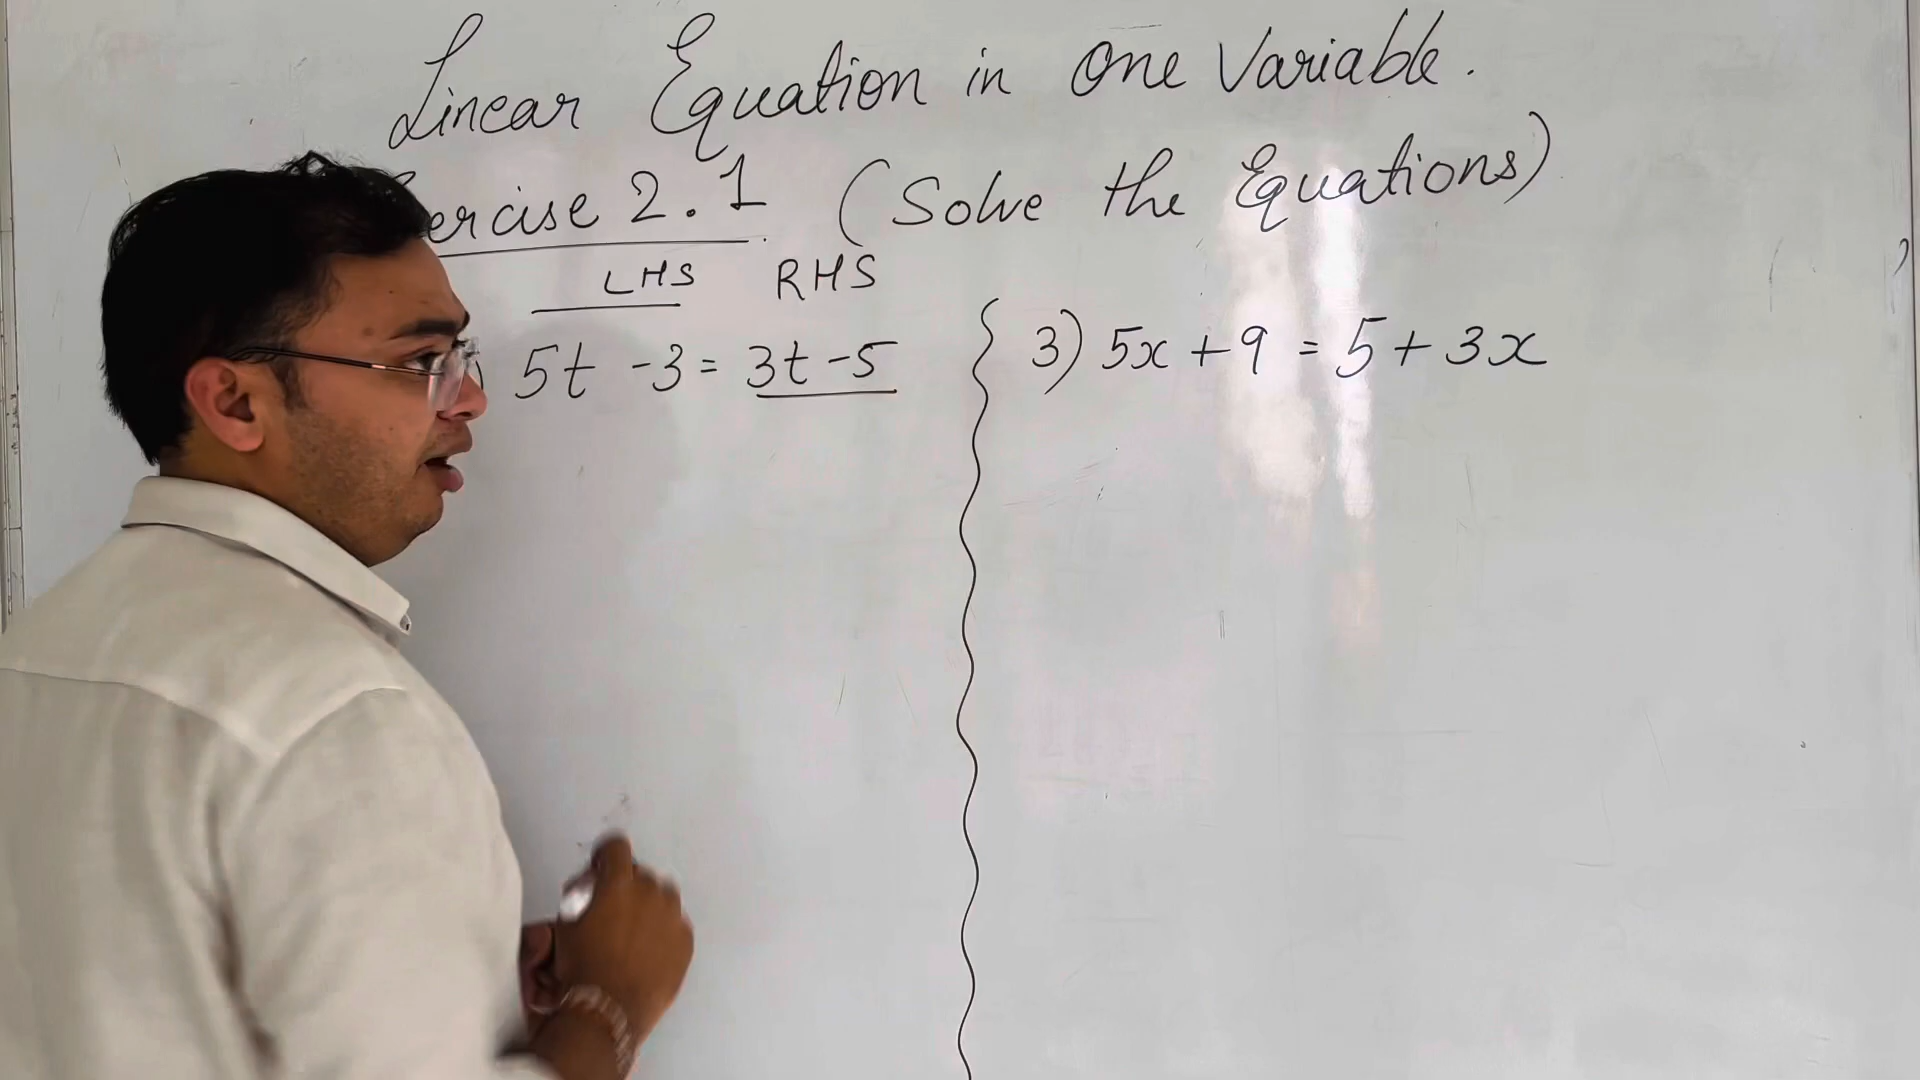 Linear Equation in One Variable.
ercise 2.1 (Solve the Equations)
LHS RHS
) 5t - 3 = 3t - 5
3) 5x + 9 = 5 + 3x